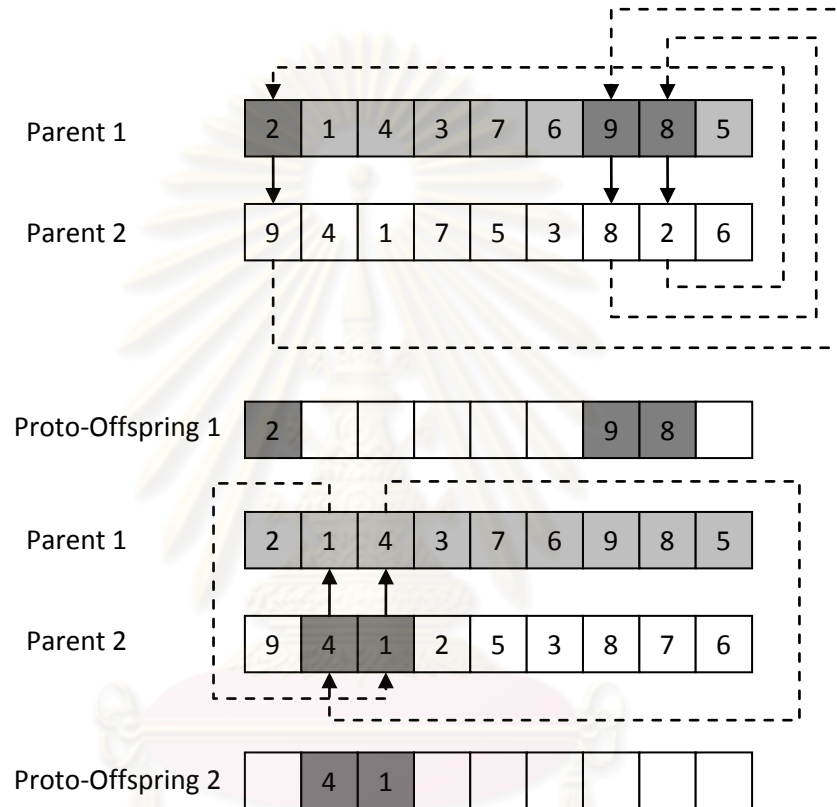 Parent 1 2 1 4 3 7 6 9 8 5
Parent 2 9 4 1 7 5 3 8 2 6
Proto-Offspring 1 2 9 8
Parent 1 2 1 4 3 7 6 9 8 5
Parent 2 9 4 1 2 5 3 8 7 6
Proto-Offspring 2 4 1